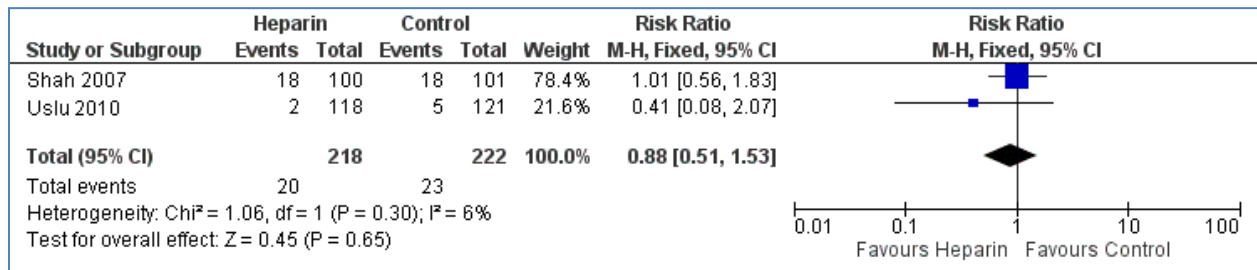 Heparin Control Risk Ratio Risk Ratio
Study or Subgroup Events Total Events Total Weight M-H, Fixed, 95% CI M-H, Fixed, 95% CI
Shah 2007 18 100 18 101 78.4% 1.01 [0.56, 1.83]
Uslu 2010 2 118 5 121 21.6% 0.41 [0.08, 2.07]
Total (95% CI) 218 222 100.0% 0.88 [0.51, 1.53]
Total events 20 23
Heterogeneity: Chi² = 1.06, df = 1 (P = 0.30); I² = 6%
Test for overall effect: Z = 0.45 (P = 0.65)
0.01 0.1 1 10 100
Favours Heparin Favours Control